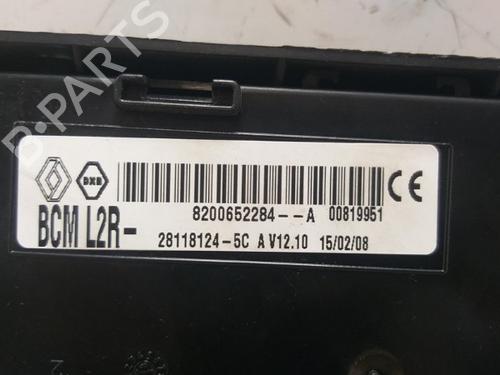 B-PARTS
8200652284--A 00819951
BCM L2R-
28118124-5C A V12.10 15/02/08
CE